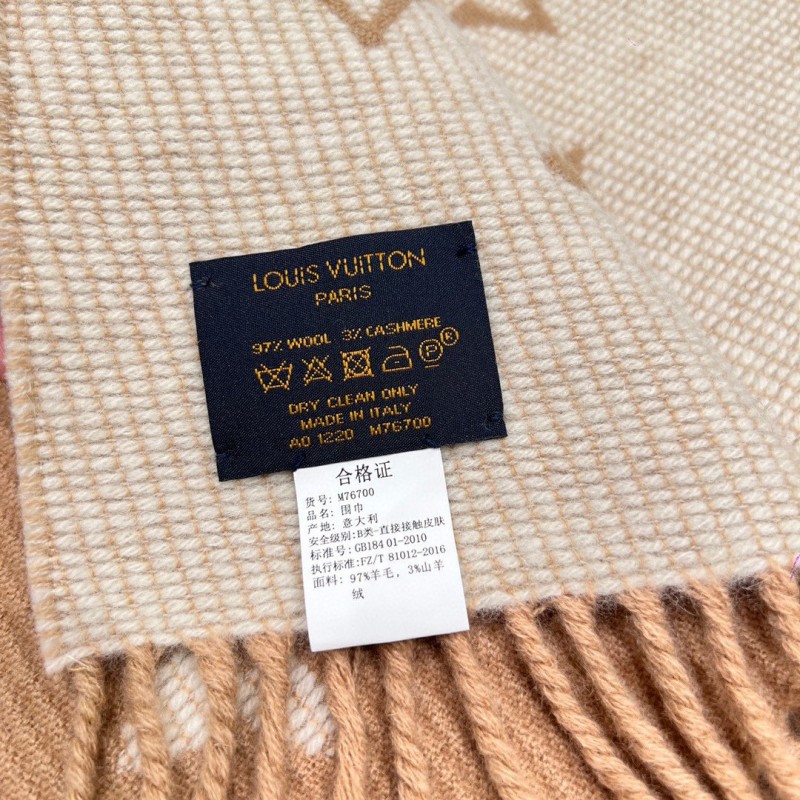 LOUIS VUITTON
PARIS
97% WOOL 3% CASHMERE
P R
DRY CLEAN ONLY
MADE IN ITALY
AO 1220 M76700
合格证
货号: M76700
品名: 围巾
产地: 意大利
安全级别:B类-直接接触皮肤
标准号: GB184 01-2010
执行标准:FZ/T 81012-2016
面料: 97%羊毛, 3%山羊
绒